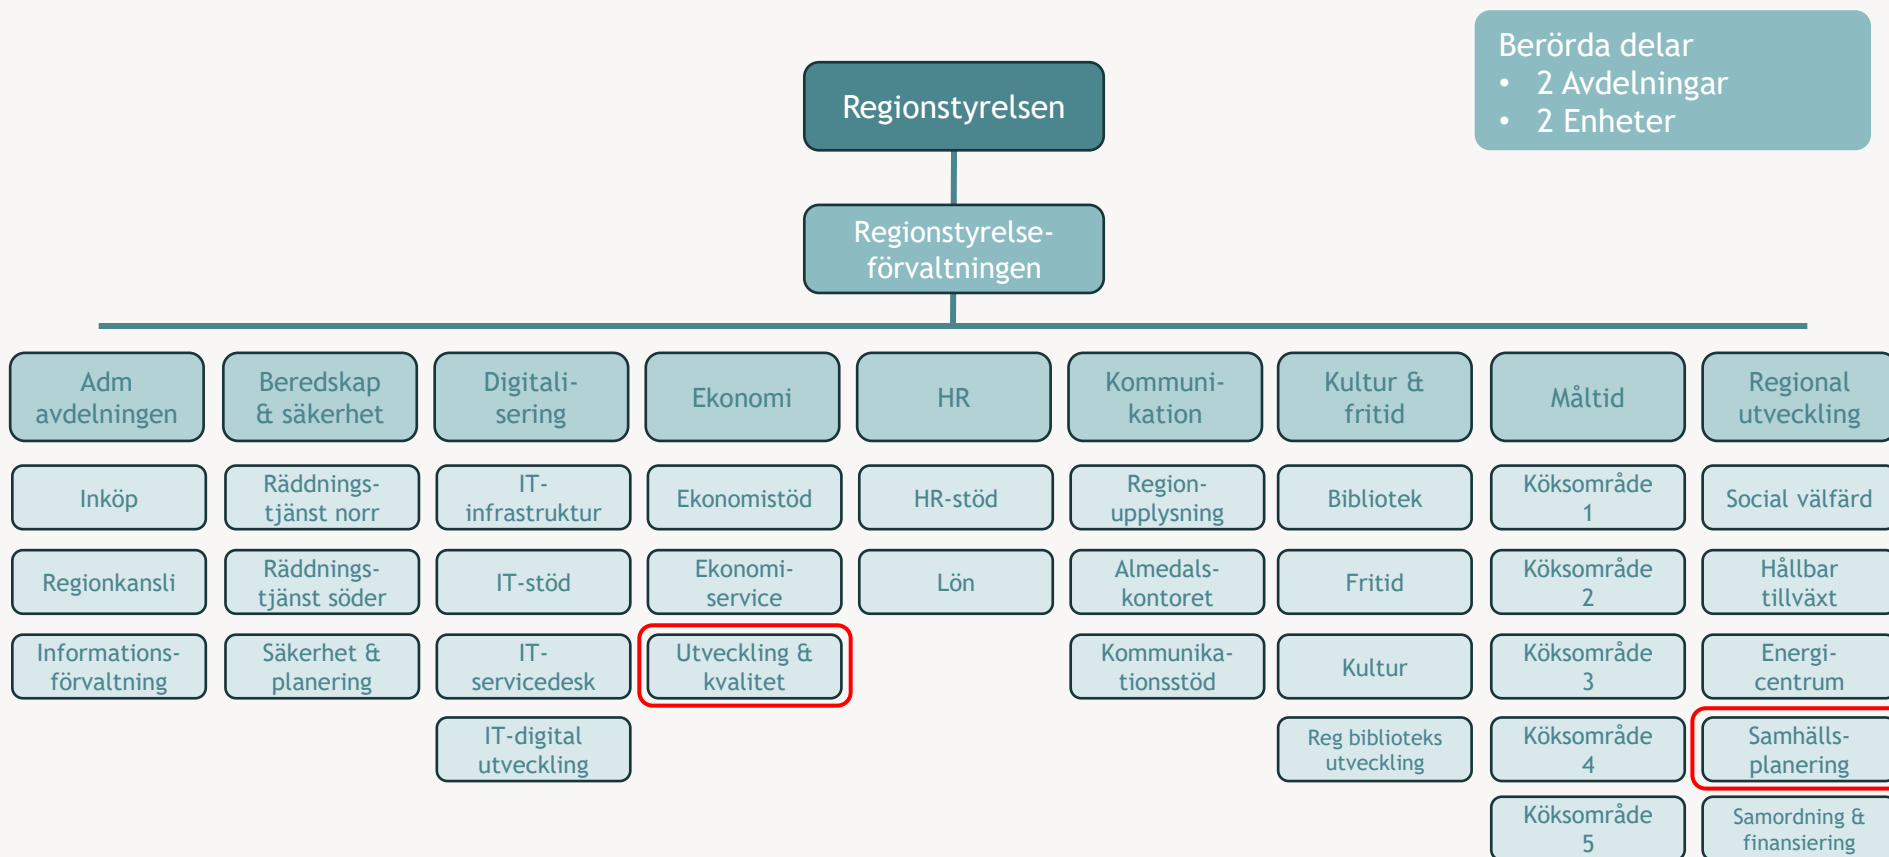 Berörda delar
• 2 Avdelningar
• 2 Enheter
Regionstyrelsen
Regionstyrelse-
förvaltningen
Adm
avdelningen
Beredskap
& säkerhet
Digitali-
sering
Ekonomi
HR
Kommuni-
kation
Kultur &
fritid
Måltid
Regional
utveckling
Inköp
Räddnings-
tjänst norr
IT-
infrastruktur
Ekonomistöd
HR-stöd
Region-
upplysning
Bibliotek
Köksområde
1
Social välfärd
Regionkansli
Räddnings-
tjänst söder
IT-stöd
Ekonomi-
service
Lön
Almedals-
kontoret
Fritid
Köksområde
2
Hållbar
tillväxt
Informations-
förvaltning
Säkerhet &
planering
IT-
servicedesk
Utveckling &
kvalitet
Kommunika-
tionsstöd
Kultur
Köksområde
3
Energi-
centrum
IT-digital
utveckling
Reg biblioteks
utveckling
Köksområde
4
Samhälls-
planering
Köksområde
5
Samordning &
finansiering